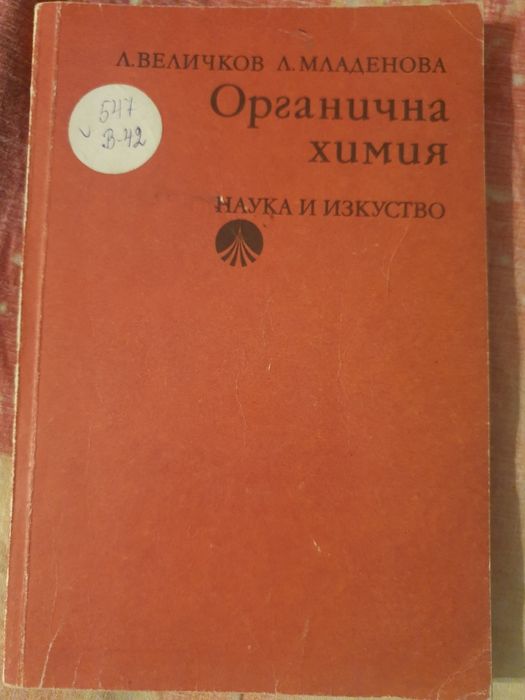 Л. ВЕЛИЧКОВ Л. МЛАДЕНОВА
Органична
химия
НАУКА И ИЗКУСТВО
547
В-42